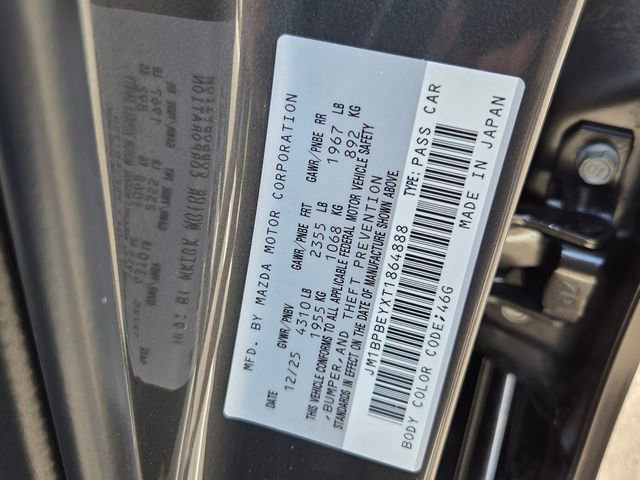 MFD. BY MAZDA MOTOR CORPORATION
DATE GVWR/PNBV GAWR/PNBE FRT GAWR/PNBE RR
12/25 4310 LB 2355 LB 1967 LB
1955 KG 1068 KG 892 KG
THIS VEHICLE CONFORMS TO ALL APPLICABLE FEDERAL MOTOR VEHICLE SAFETY
,BUMPER,AND THEFT PREVENTION
STANDARDS IN EFFECT ON THE DATE OF MANUFACTURE SHOWN ABOVE
JM1BPBEYXT1864888 TYPE: PASS CAR
BODY COLOR CODE;46G MADE IN JAPAN